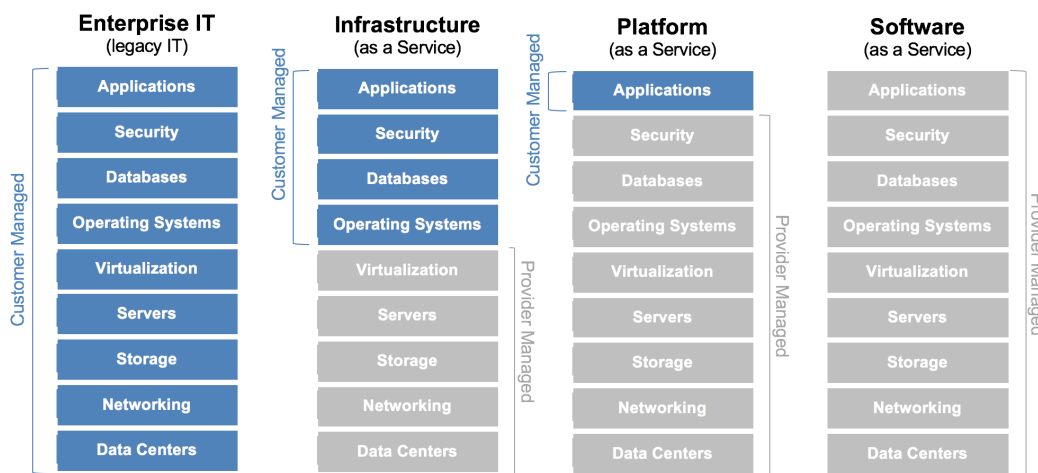 Enterprise IT
(legacy IT)
Customer Managed
Applications
Security
Databases
Operating Systems
Virtualization
Servers
Storage
Networking
Data Centers
Infrastructure
(as a Service)
Customer Managed
Applications
Security
Databases
Operating Systems
Virtualization
Servers
Storage
Networking
Data Centers
Provider Managed
Platform
(as a Service)
Customer Managed
Applications
Security
Databases
Operating Systems
Virtualization
Servers
Storage
Networking
Data Centers
Provider Managed
Software
(as a Service)
Applications
Security
Databases
Operating Systems
Virtualization
Servers
Storage
Networking
Data Centers
Provider Managed